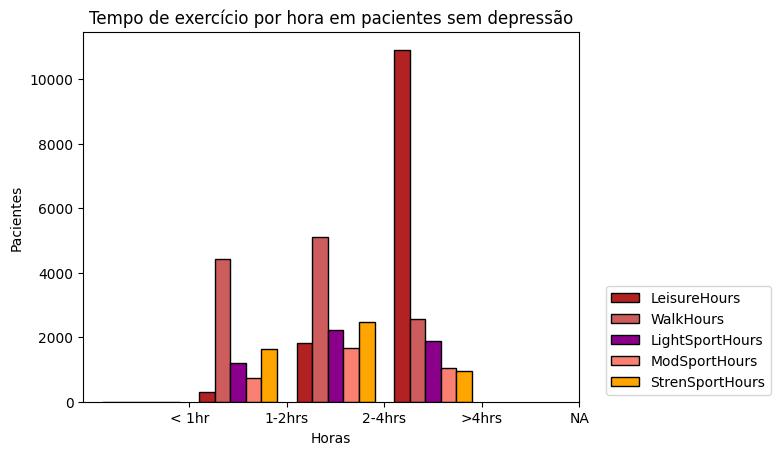 Tempo de exercício por hora em pacientes sem depressão
10000
8000
6000
4000
2000
0
Pacientes
< 1hr
1-2hrs
2-4hrs
>4hrs
NA
Horas
LeisureHours
WalkHours
LightSportHours
ModSportHours
StrenSportHours